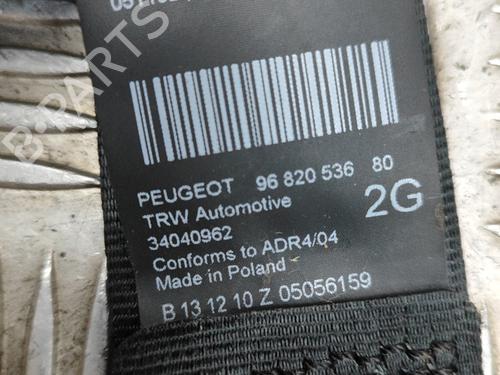 PEUGEOT 96 820 536 80
TRW Automotive 2G
34040962
Conforms to ADR4/04
Made in Poland
B 13 12 10 Z 05056159
B-PARTS